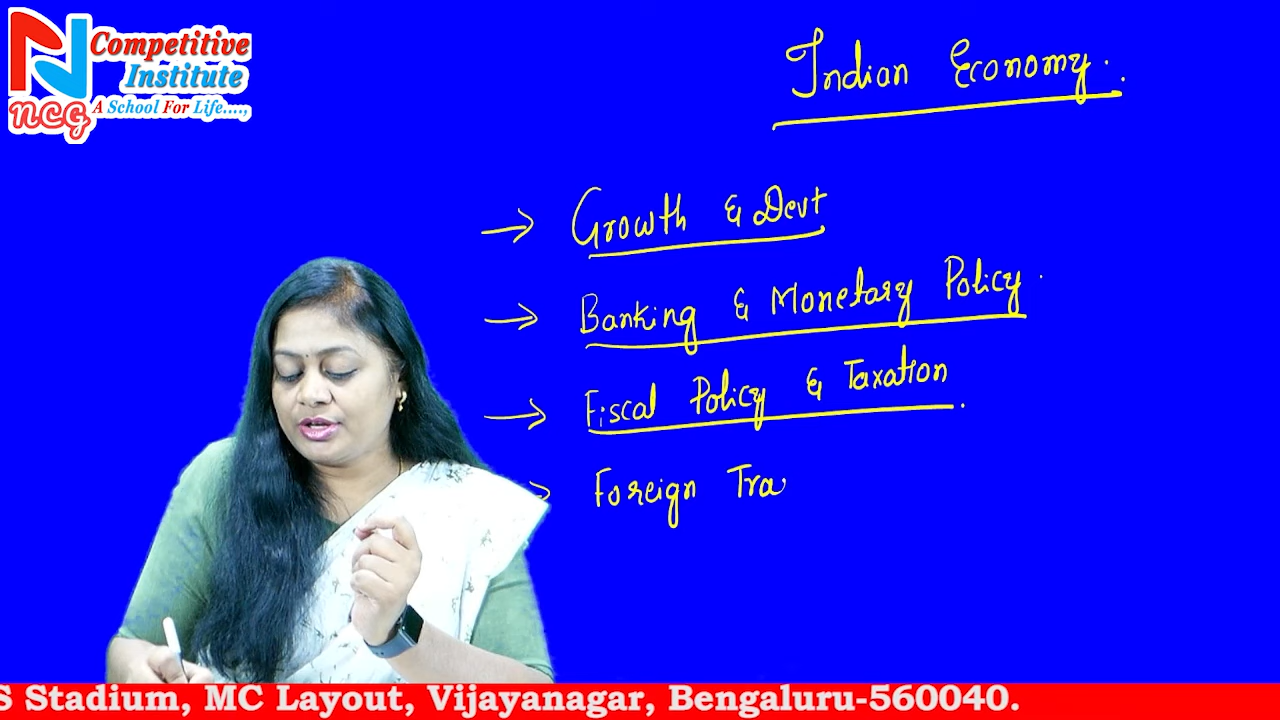 Competitive
Institute
NCG A School For Life....,
Indian Economy.
→ Growth & Devt
→ Banking & Monetary Policy.
→ Fiscal Policy & Taxation.
→ Foreign Tra
S Stadium, MC Layout, Vijayanagar, Bengaluru-560040.